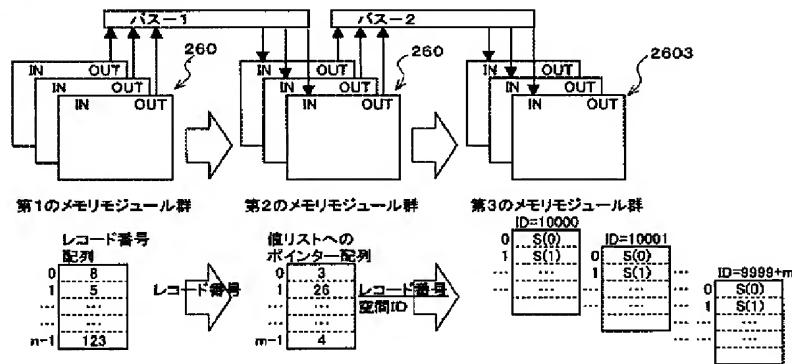 バスー1
バスー2
260
260
2603
IN OUT
IN OUT
IN OUT
IN OUT
IN OUT
IN OUT
IN OUT
IN OUT
IN OUT
第1のメモリモジュール群
第2のメモリモジュール群
第3のメモリモジュール群
レコード番号
配列
0 8
1 5
... ...
... ...
n-1 123
レコード番号
値リストへの
ポインター配列
0 3
1 26
... ...
... ...
m-1 4
レコード番号
空間ID
ID=10000
0 S(0)
1 S(1)
... ...
... ...
ID=10001
0 S(0)
1 S(1)
... ...
... ...
ID=9999+m
0 S(0)
1 S(1)
... ...
... ...